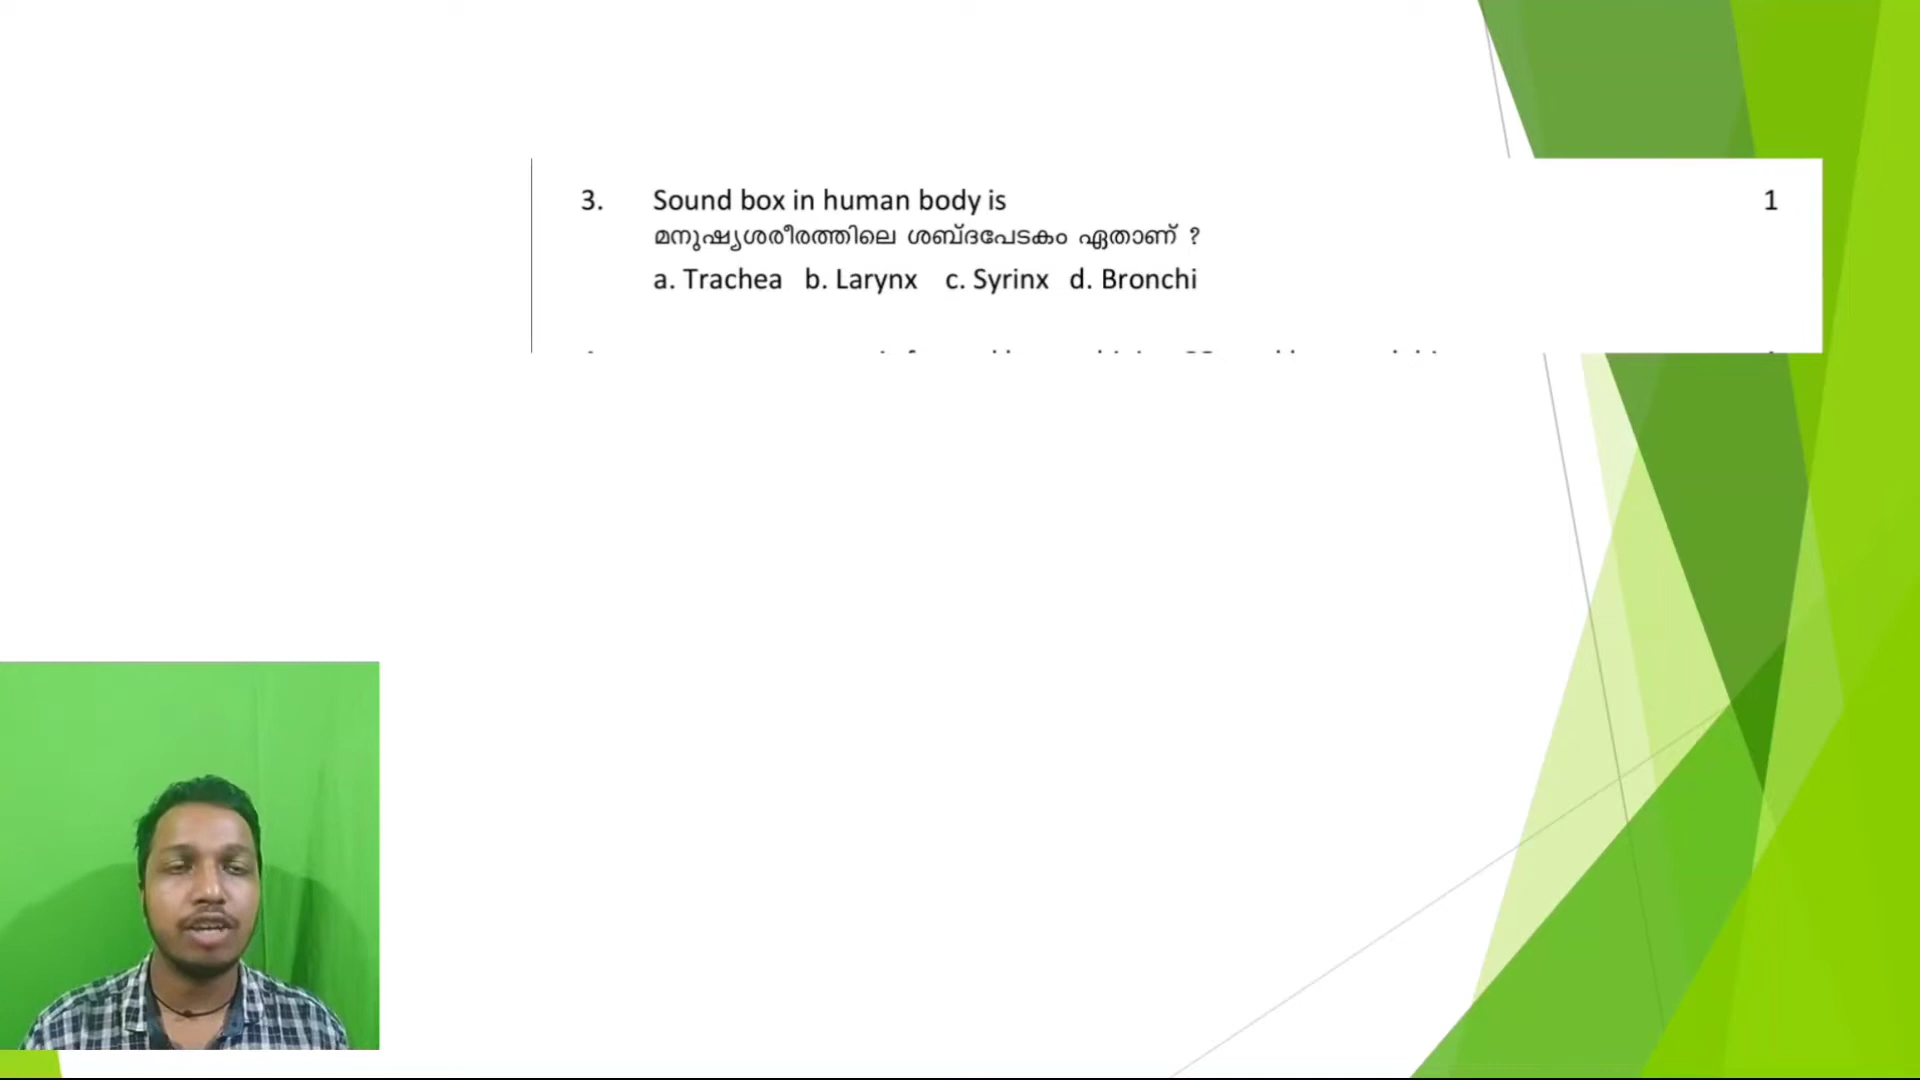 3. Sound box in human body is 1
മനുഷ്യശരീരത്തിലെ ശബ്ദപേടകം ഏതാണ് ?
a. Trachea b. Larynx c. Syrinx d. Bronchi